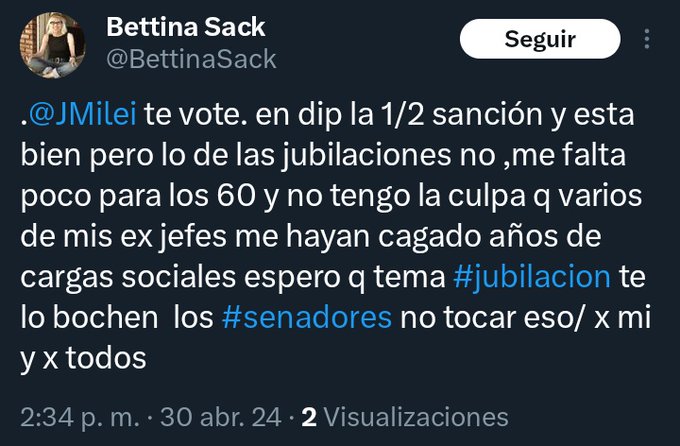 Bettina Sack
@BettinaSack
Seguir
.@JMilei te vote. en dip la 1/2 sanción y esta
bien pero lo de las jubilaciones no ,me falta
poco para los 60 y no tengo la culpa q varios
de mis ex jefes me hayan cagado años de
cargas sociales espero q tema #jubilacion te
lo bochen  los #senadores no tocar eso/ x mi
y x todos
2:34 p. m. · 30 abr. 24 · 2 Visualizaciones